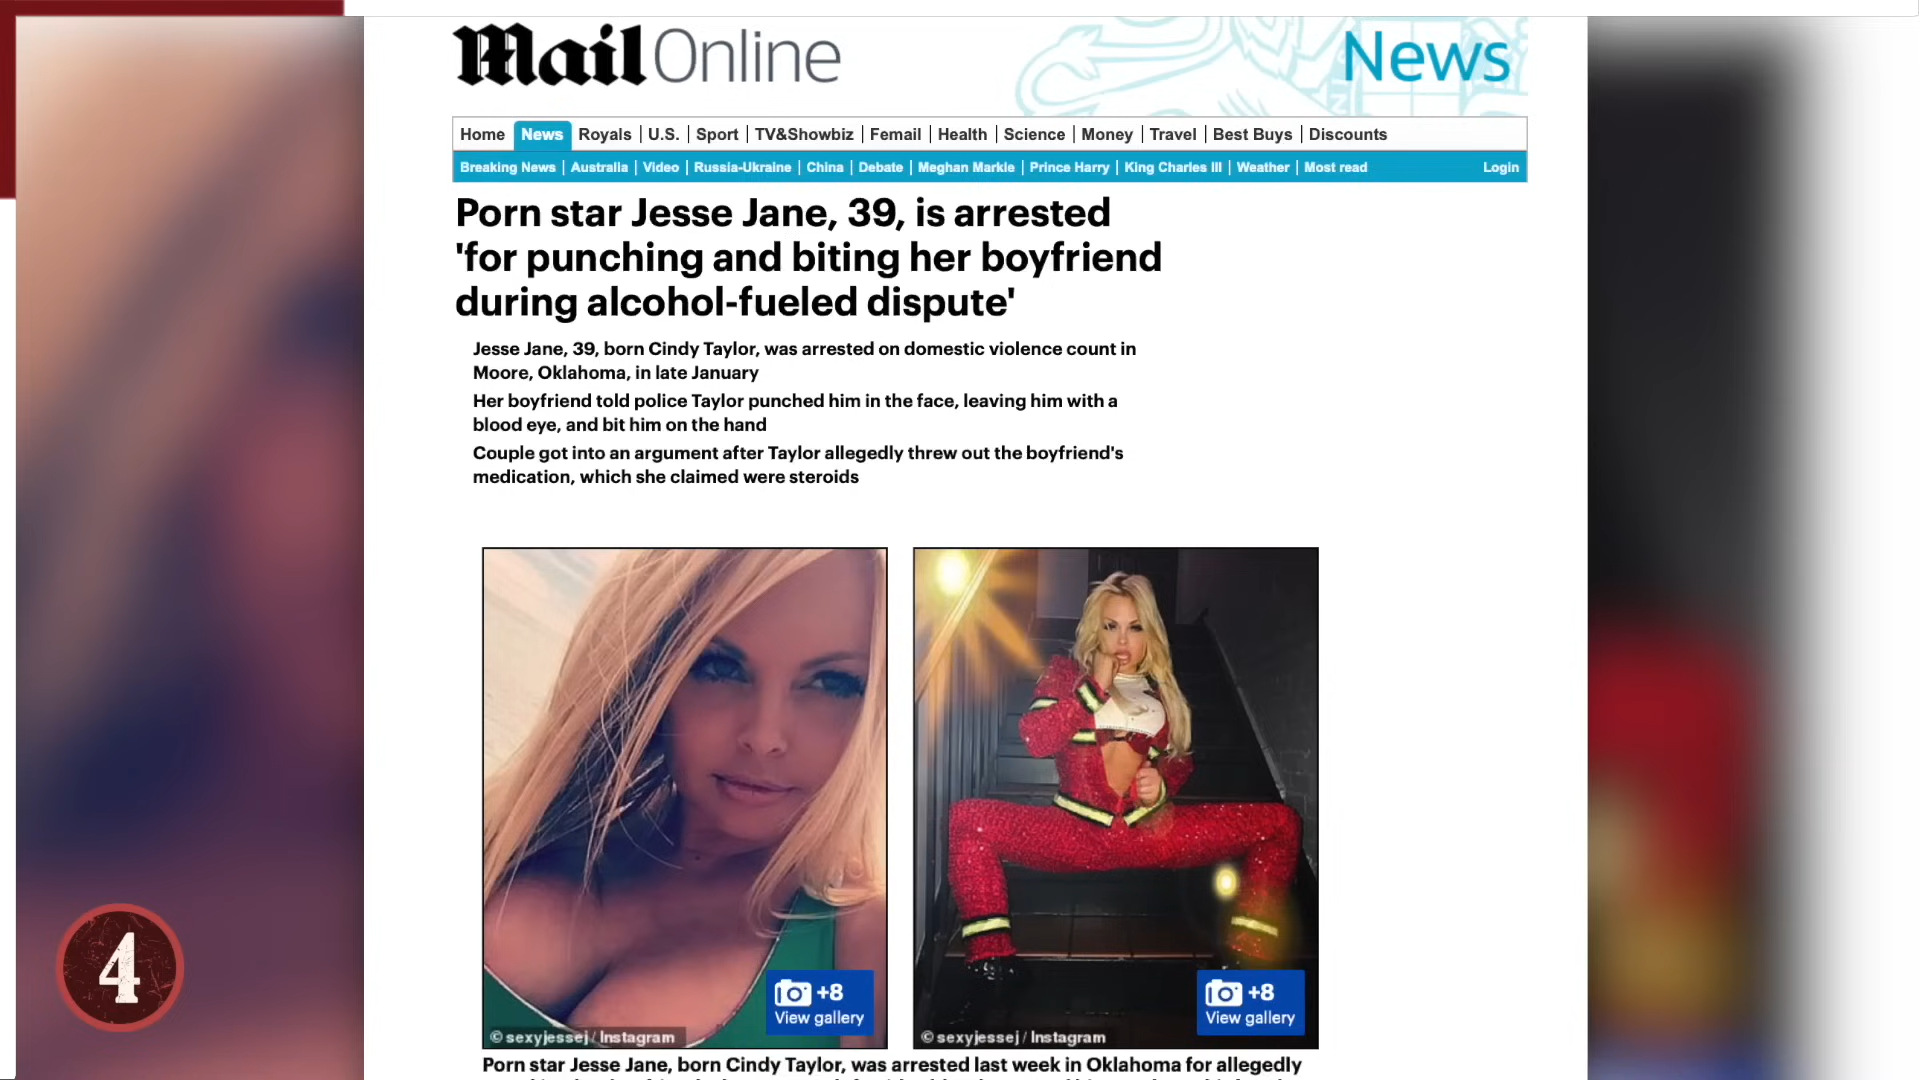 Mail Online
News
Home | News | Royals | U.S. | Sport | TV&Showbiz | Femail | Health | Science | Money | Travel | Best Buys | Discounts
Breaking News | Australia | Video | Russia-Ukraine | China | Debate | Meghan Markle | Prince Harry | King Charles III | Weather | Most read
Login
Porn star Jesse Jane, 39, is arrested
'for punching and biting her boyfriend
during alcohol-fueled dispute'
Jesse Jane, 39, born Cindy Taylor, was arrested on domestic violence count in
Moore, Oklahoma, in late January
Her boyfriend told police Taylor punched him in the face, leaving him with a
blood eye, and bit him on the hand
Couple got into an argument after Taylor allegedly threw out the boyfriend's
medication, which she claimed were steroids
+8
View gallery
© sexyjessej / Instagram
+8
View gallery
© sexyjessej / Instagram
Porn star Jesse Jane, born Cindy Taylor, was arrested last week in Oklahoma for allegedly
4